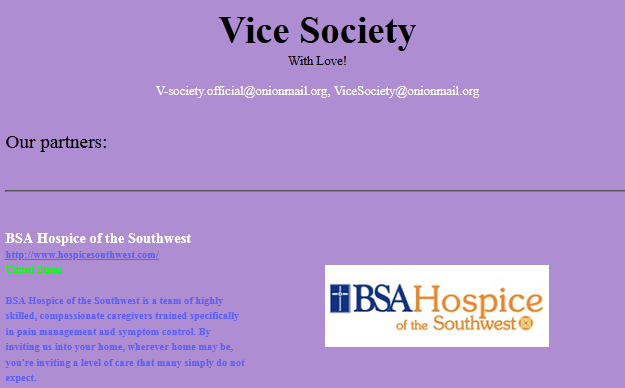 Vice Society
With Love!
V-society.official@onionmail.org, ViceSociety@onionmail.org
Our partners:
BSA Hospice of the Southwest
http://www.hospicesouthwest.com/
United States
BSA Hospice of the Southwest is a team of highly
skilled, compassionate caregivers trained specifically
in pain management and symptom control. By
inviting us into your home, wherever home may be,
you're inviting a level of care that many simply do not
expect.
BSA Hospice
of the Southwest